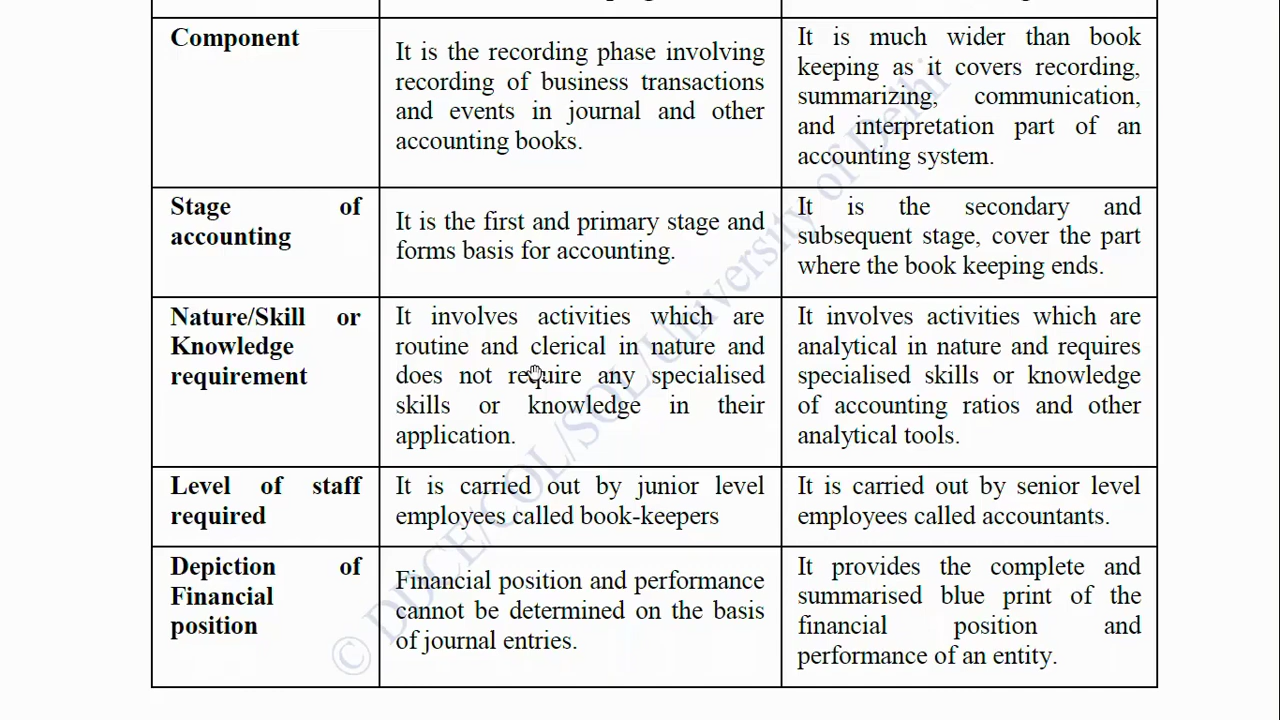 Component
It is the recording phase involving
recording of business transactions
and events in journal and other
accounting books.
It is much wider than book
keeping as it covers recording,
summarizing, communication,
and interpretation part of an
accounting system.
Stage of
accounting
It is the first and primary stage and
forms basis for accounting.
It is the secondary and
subsequent stage, cover the part
where the book keeping ends.
Nature/Skill or
Knowledge
requirement
It involves activities which are
routine and clerical in nature and
does not require any specialised
skills or knowledge in their
application.
It involves activities which are
analytical in nature and requires
specialised skills or knowledge
of accounting ratios and other
analytical tools.
Level of staff
required
It is carried out by junior level
employees called book-keepers
It is carried out by senior level
employees called accountants.
Depiction of
Financial
position
Financial position and performance
cannot be determined on the basis
of journal entries.
It provides the complete and
summarised blue print of the
financial position and
performance of an entity.
© DDCE/COL/SOL/University of Delhi